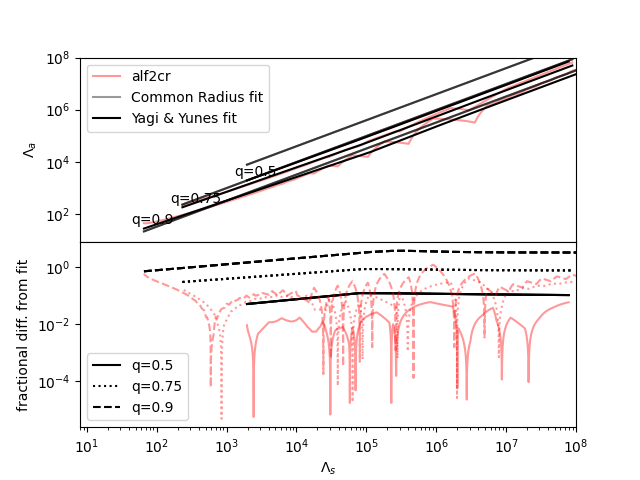 10^8
10^6
10^4
10^2
Λ_a
alf2cr
Common Radius fit
Yagi & Yunes fit
q=0.5
q=0.75
q=0.9
10^0
10^−2
10^−4
fractional diff. from fit
q=0.5
q=0.75
q=0.9
10^1 10^2 10^3 10^4 10^5 10^6 10^7 10^8
Λ_s